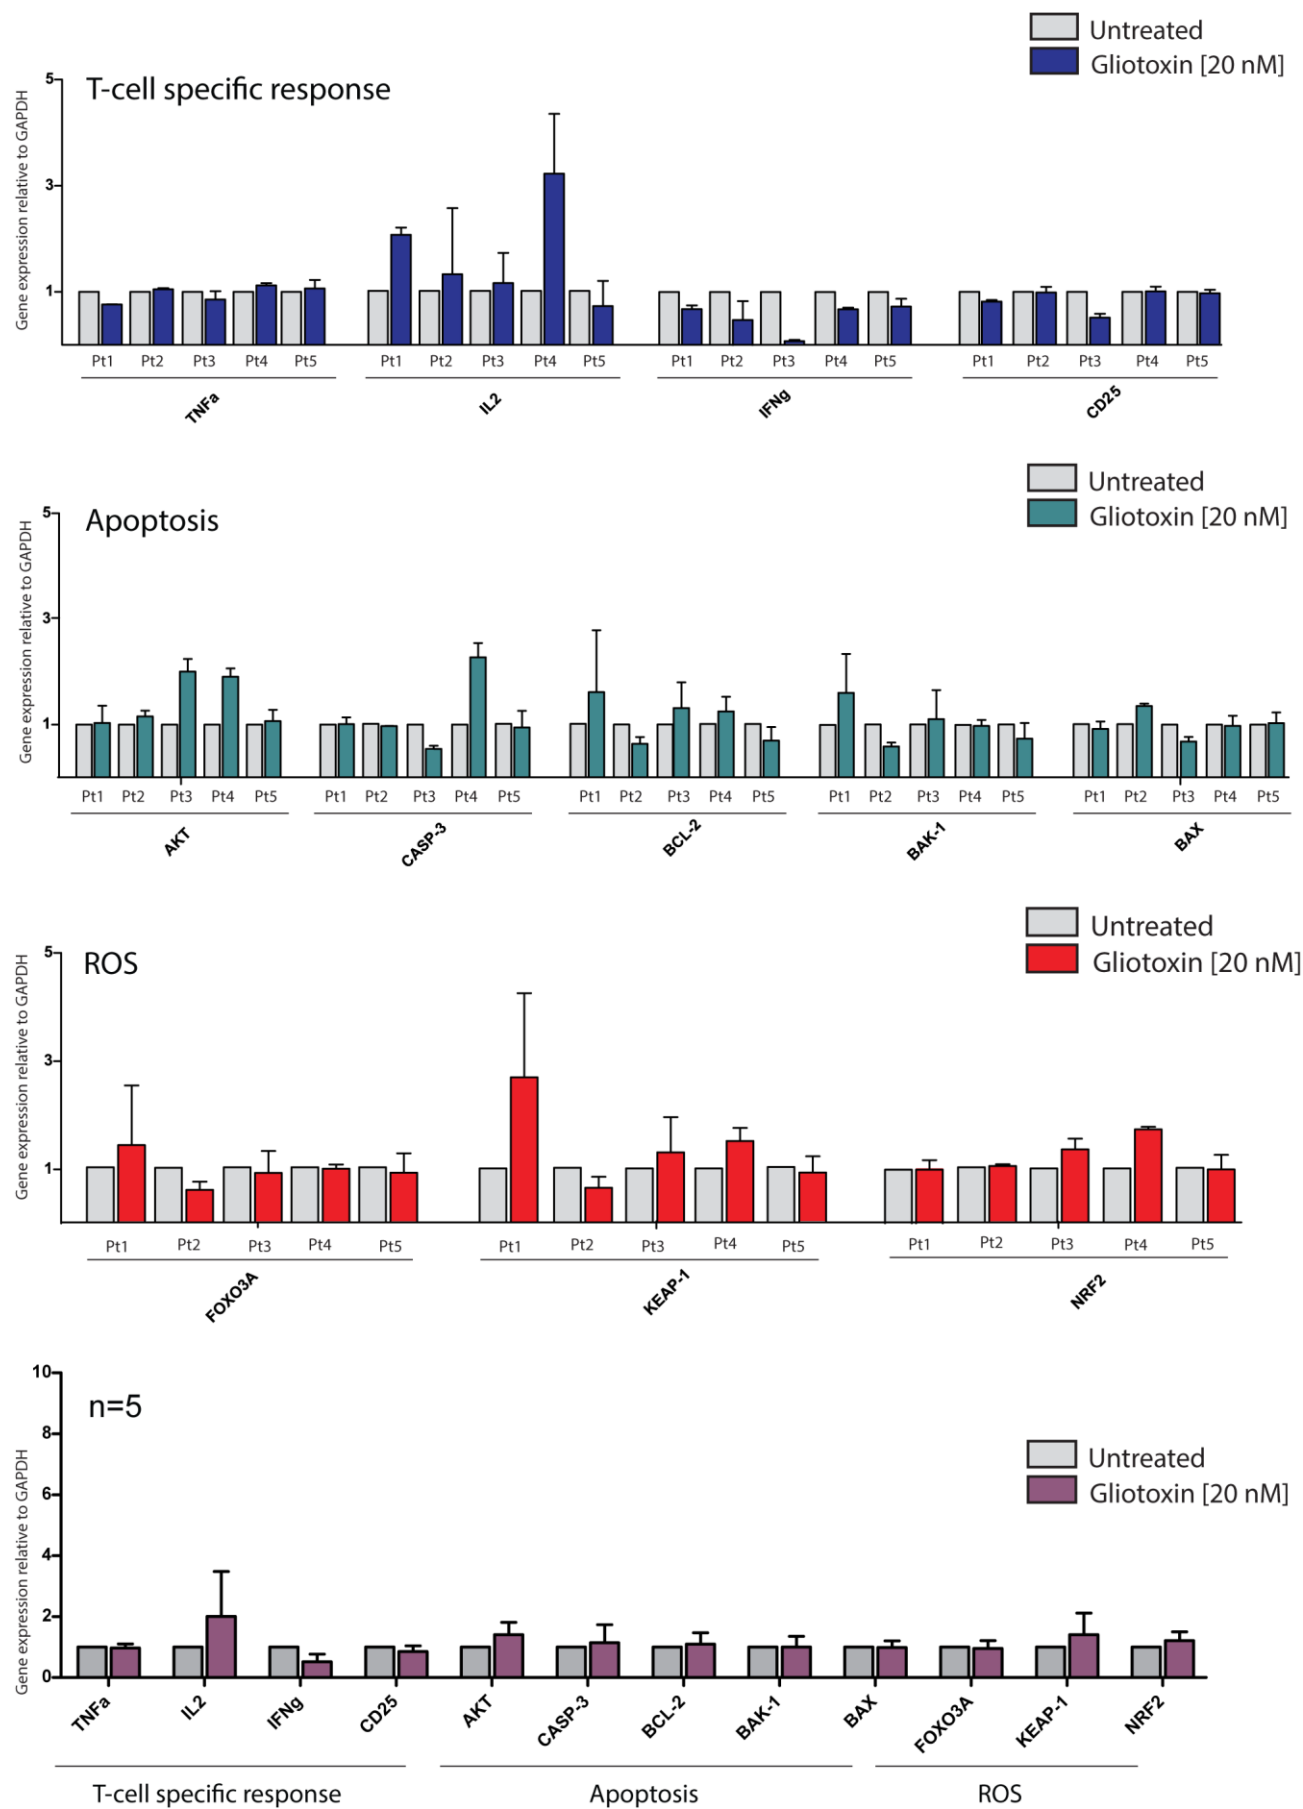 Untreated
Gliotoxin [20 nM]
T-cell specific response
Gene expression relative to GAPDH
5
3
1
Pt1 Pt2 Pt3 Pt4 Pt5 Pt1 Pt2 Pt3 Pt4 Pt5 Pt1 Pt2 Pt3 Pt4 Pt5 Pt1 Pt2 Pt3 Pt4 Pt5
TNFa IL2 IFNg CD25
Untreated
Gliotoxin [20 nM]
Apoptosis
Gene expression relative to GAPDH
5
3
1
Pt1 Pt2 Pt3 Pt4 Pt5 Pt1 Pt2 Pt3 Pt4 Pt5 Pt1 Pt2 Pt3 Pt4 Pt5 Pt1 Pt2 Pt3 Pt4 Pt5 Pt1 Pt2 Pt3 Pt4 Pt5
AKT CASP-3 BCL-2 BAK-1 BAX
Untreated
Gliotoxin [20 nM]
ROS
Gene expression relative to GAPDH
5
3
1
Pt1 Pt2 Pt3 Pt4 Pt5 Pt1 Pt2 Pt3 Pt4 Pt5 Pt1 Pt2 Pt3 Pt4 Pt5
FOXO3A KEAP-1 NRF2
n=5
Untreated
Gliotoxin [20 nM]
Gene expression relative to GAPDH
10
8
6
4
2
0
TNFa IL2 IFNg CD25 AKT CASP-3 BCL-2 BAK-1 BAX FOXO3A KEAP-1 NRF2
T-cell specific response Apoptosis ROS